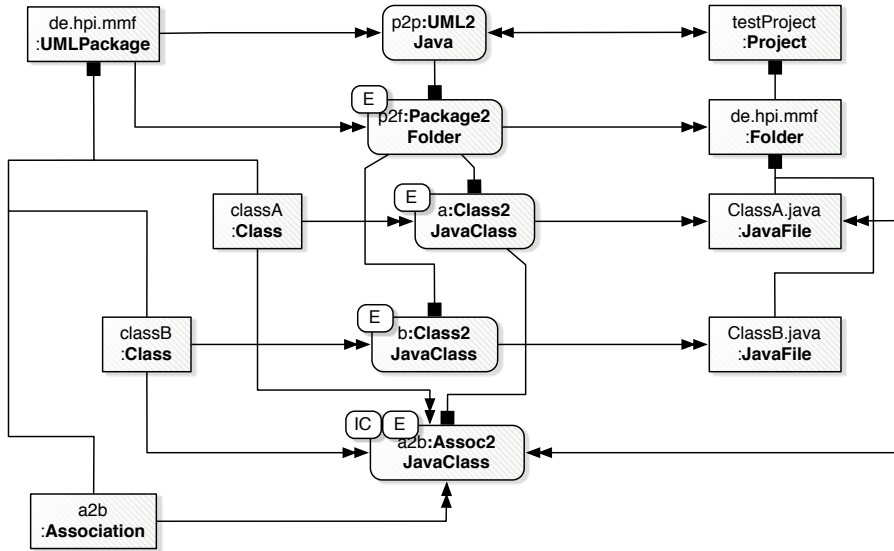 de.hpi.mmf
:UMLPackage
p2p:UML2
Java
testProject
:Project
E
p2f:Package2
Folder
de.hpi.mmf
:Folder
classA
:Class
E
a:Class2
JavaClass
ClassA.java
:JavaFile
classB
:Class
E
b:Class2
JavaClass
ClassB.java
:JavaFile
IC
E
a2b:Assoc2
JavaClass
a2b
:Association